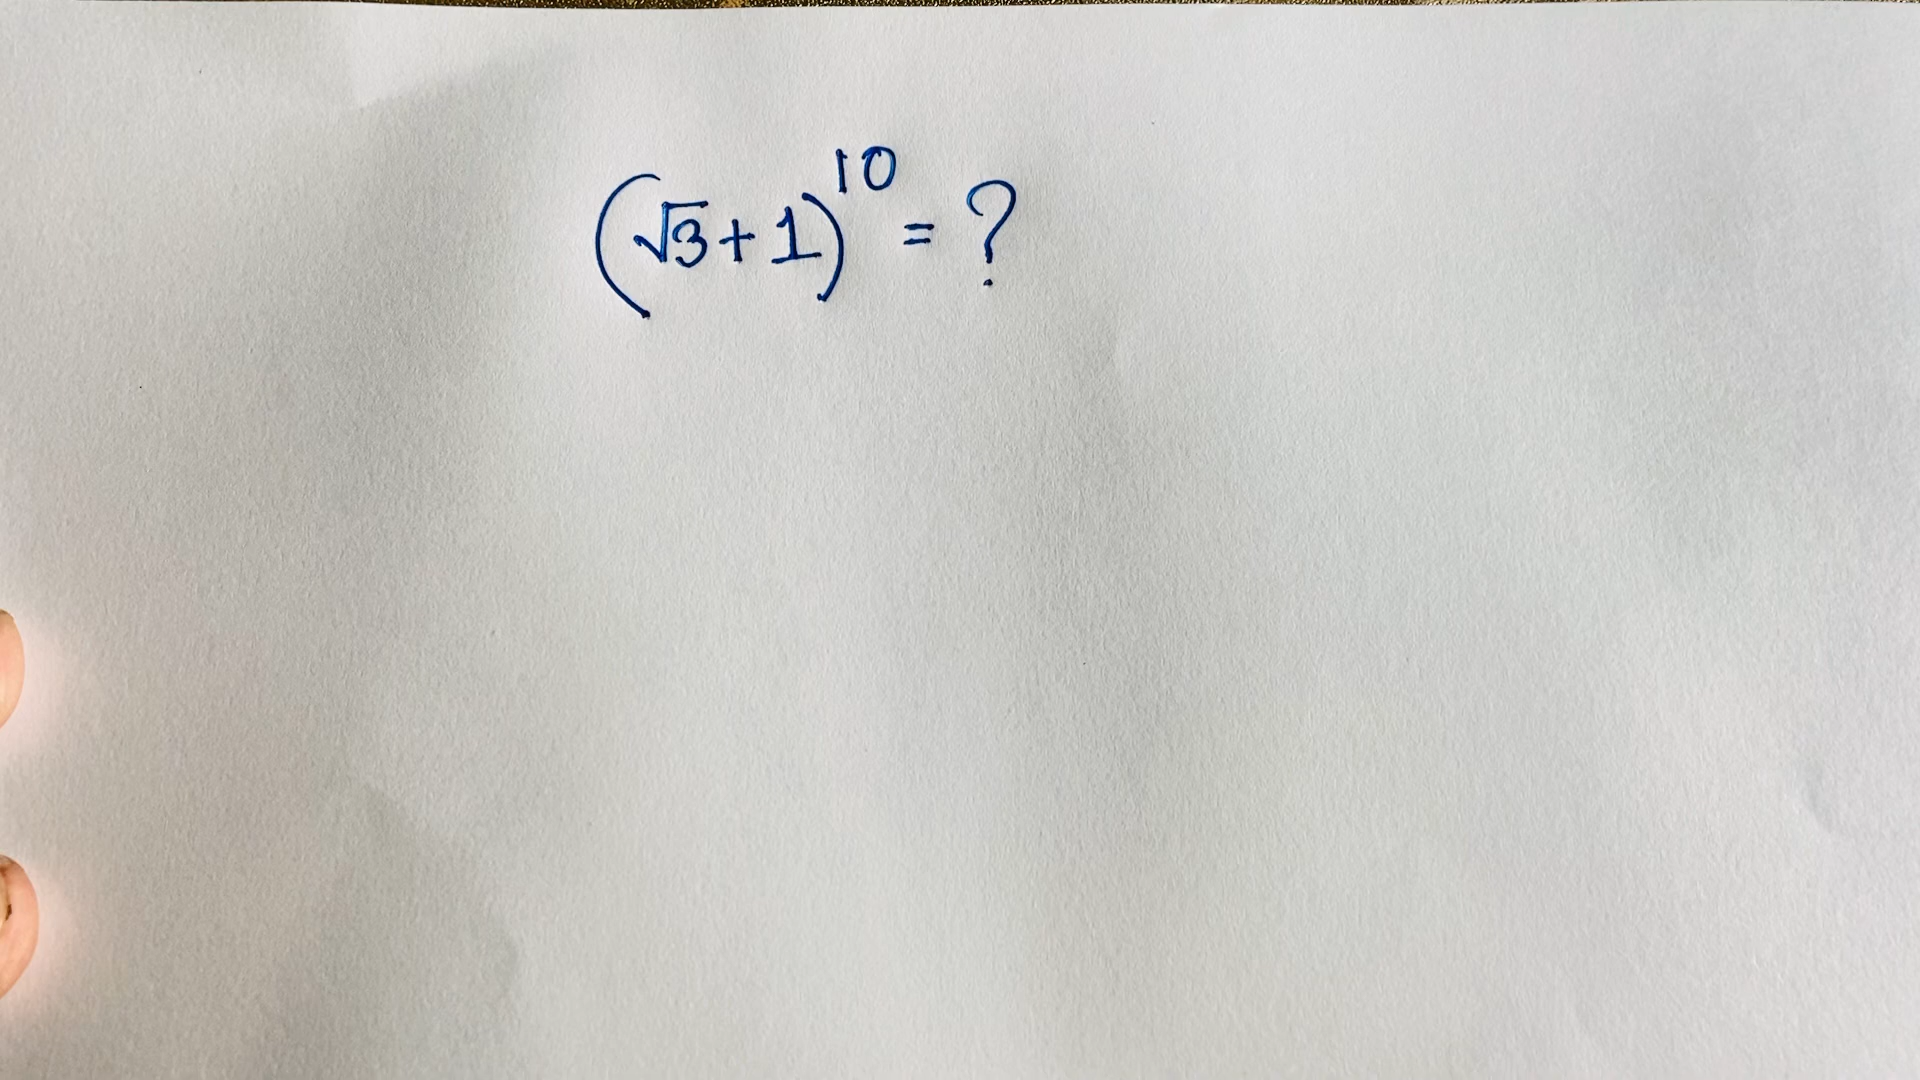 (√3+1)^10 = ?